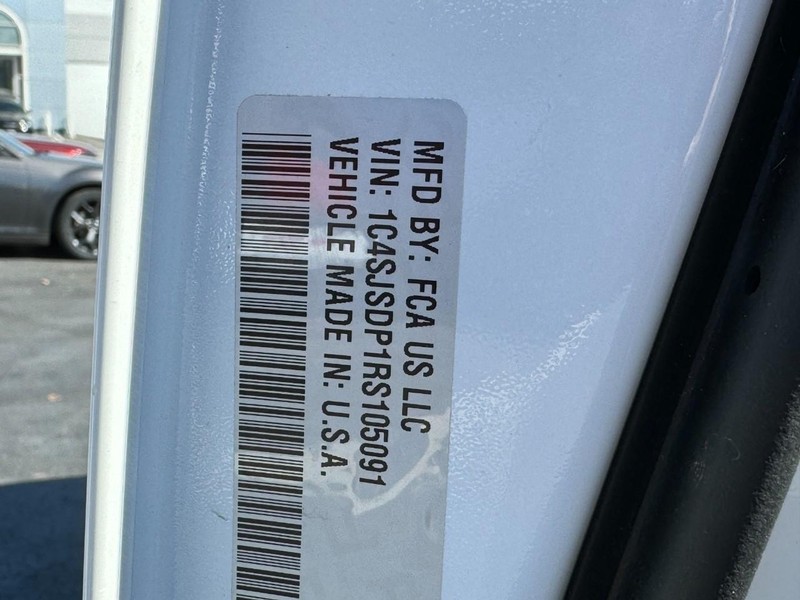 MFD BY: FCA US LLC
VIN: 1C4SJSDP1RS105091
VEHICLE MADE IN: U.S.A.